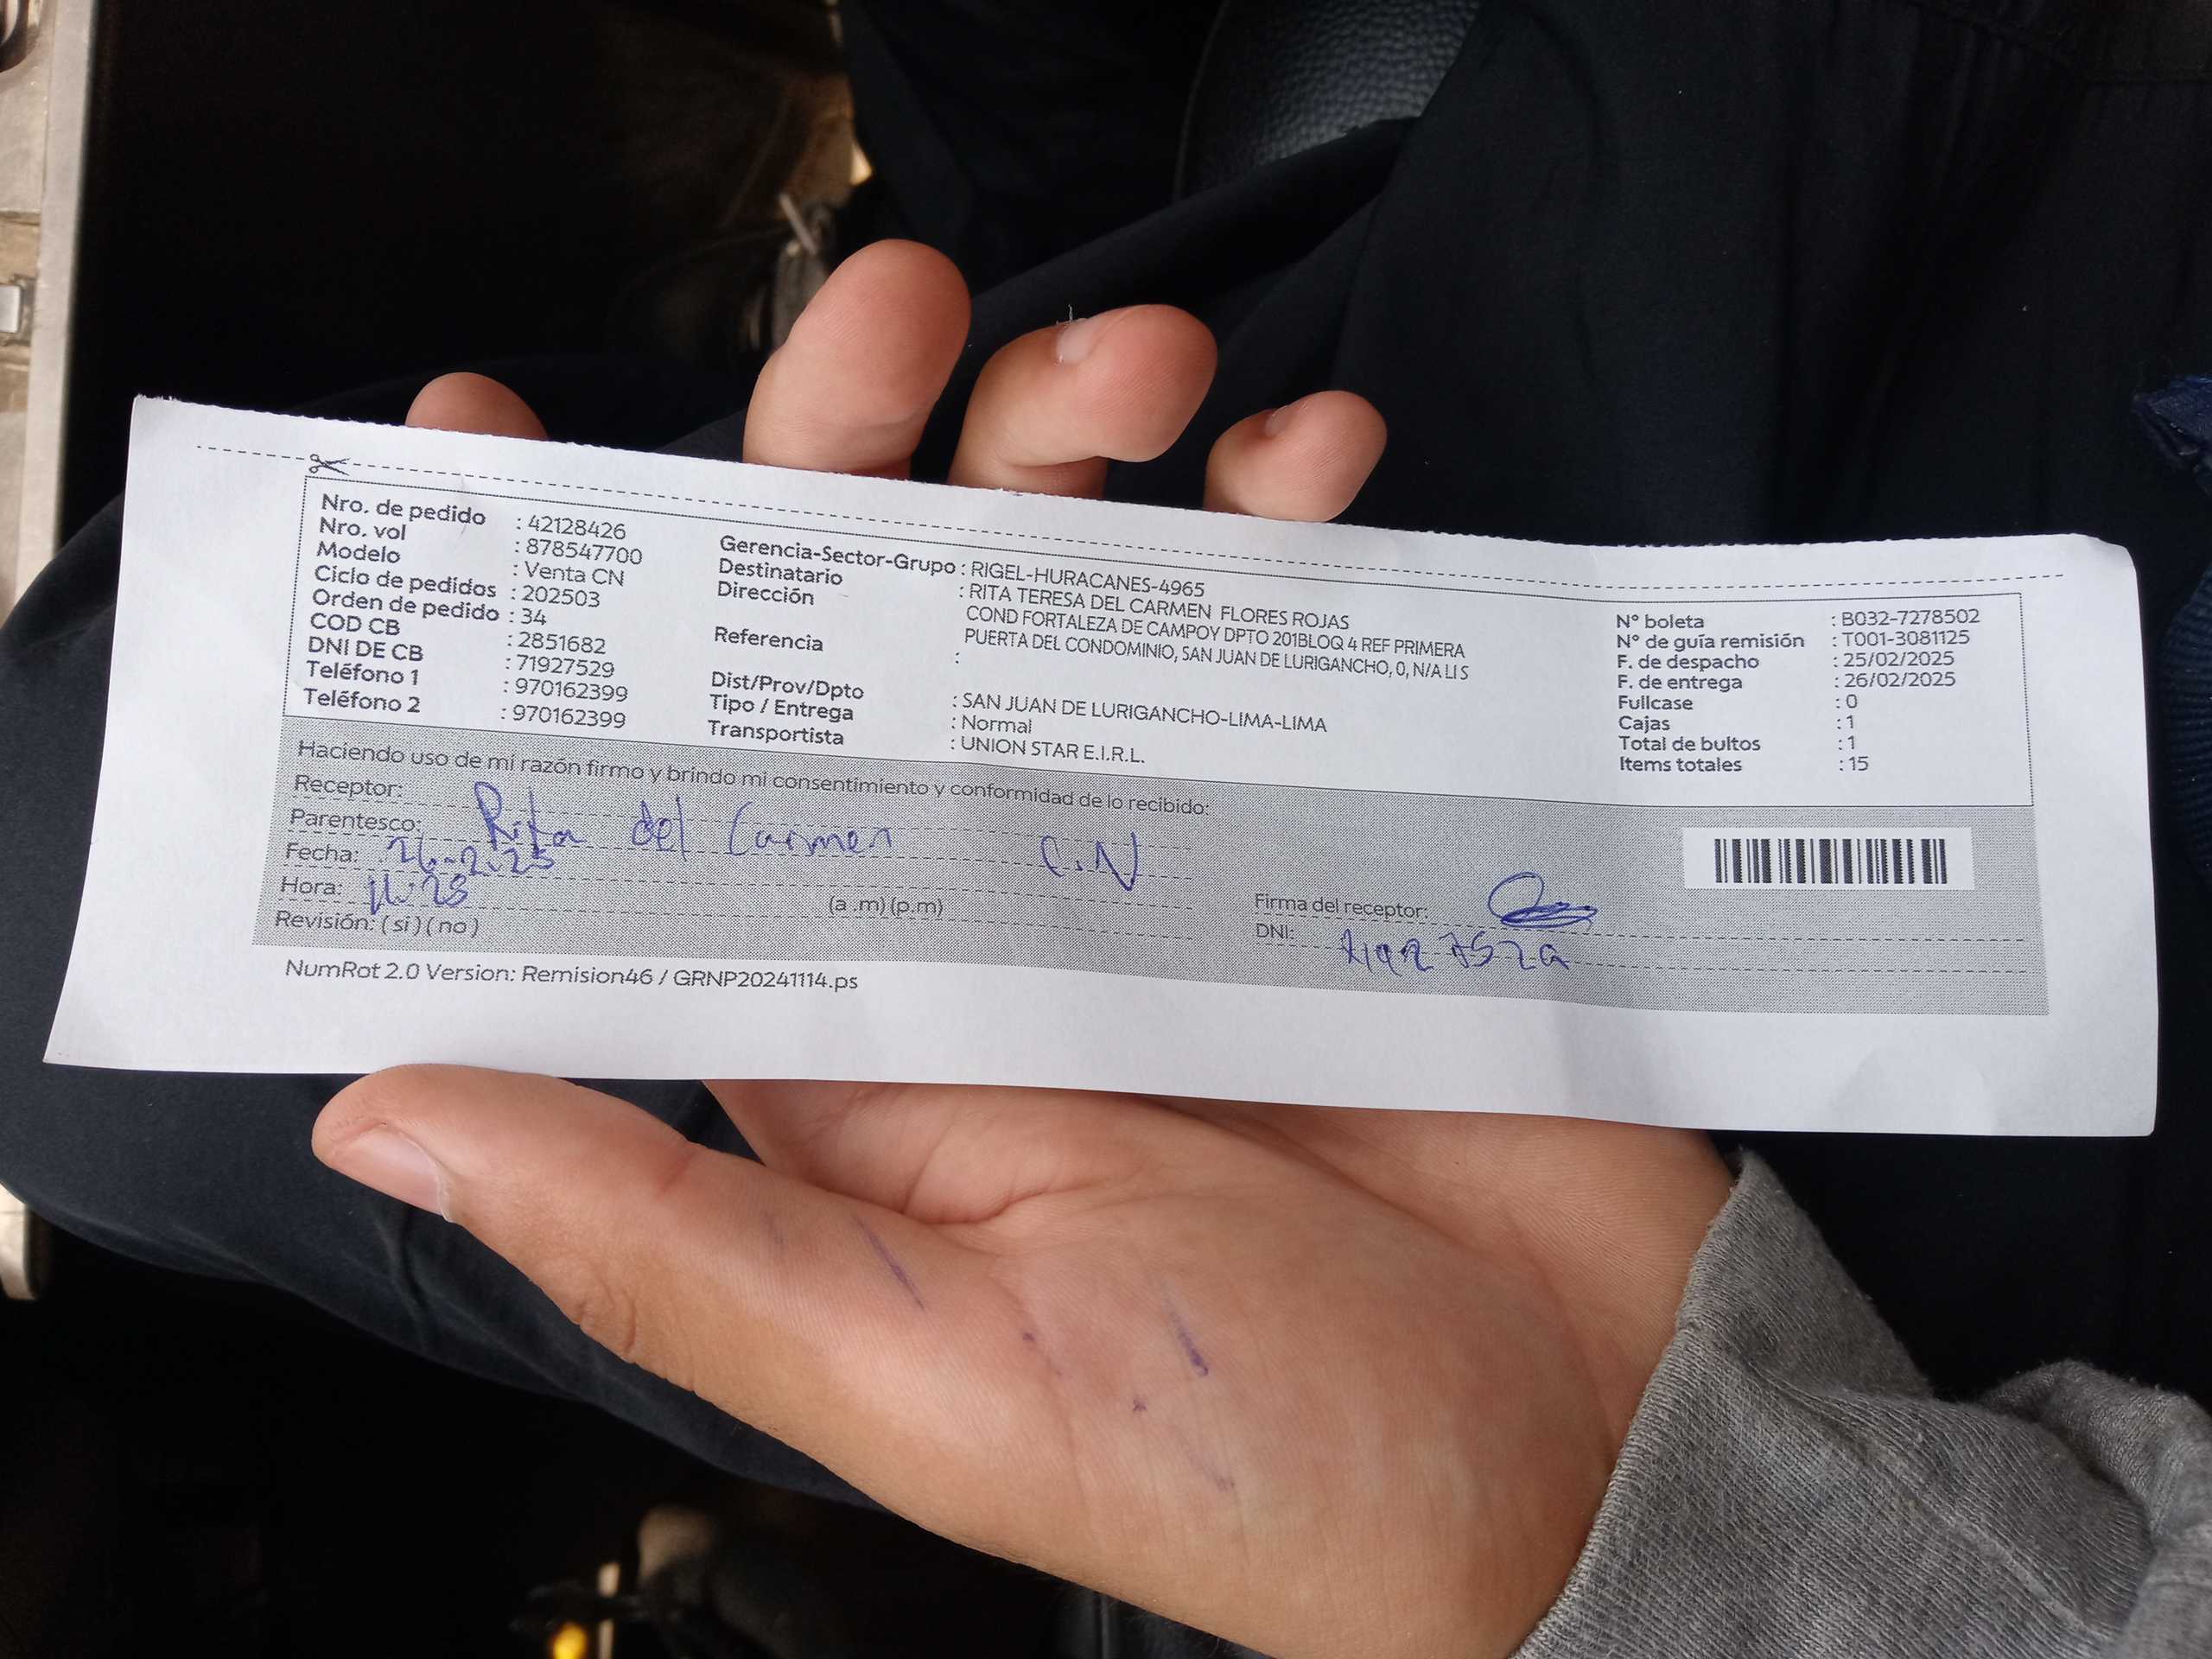 Nro. de pedido : 42128426
Nro. vol : 878547700
Modelo : Venta CN
Ciclo de pedidos : 202503
Orden de pedido : 34
COD CB : 2851682
DNI DE CB : 71927529
Teléfono 1 : 970162399
Teléfono 2 : 970162399
Gerencia-Sector-Grupo : RIGEL-HURACANES-4965
Destinatario : RITA TERESA DEL CARMEN FLORES ROJAS
Dirección COND FORTALEZA DE CAMPOY DPTO 201BLOQ 4 REF PRIMERA
PUERTA DEL CONDOMINIO, SAN JUAN DE LURIGANCHO, 0, N/A LI S
Referencia :
Dist/Prov/Dpto : SAN JUAN DE LURIGANCHO-LIMA-LIMA
Tipo / Entrega : Normal
Transportista : UNION STAR E.I.R.L.
N° boleta : B032-7278502
N° de guía remisión : T001-3081125
F. de despacho : 25/02/2025
F. de entrega : 26/02/2025
Fullcase : 0
Cajas : 1
Total de bultos : 1
Items totales : 15
Haciendo uso de mi razón firmo y brindo mi consentimiento y conformidad de lo recibido:
Receptor: Rita del Carmen
Parentesco: C.N
Fecha: 26-2-25
Hora: 11:28 (a .m) (p.m)
Revisión: ( si ) ( no )
Firma del receptor:
DNI: 71927529
NumRot 2.0 Version: Remision46 / GRNP20241114.ps